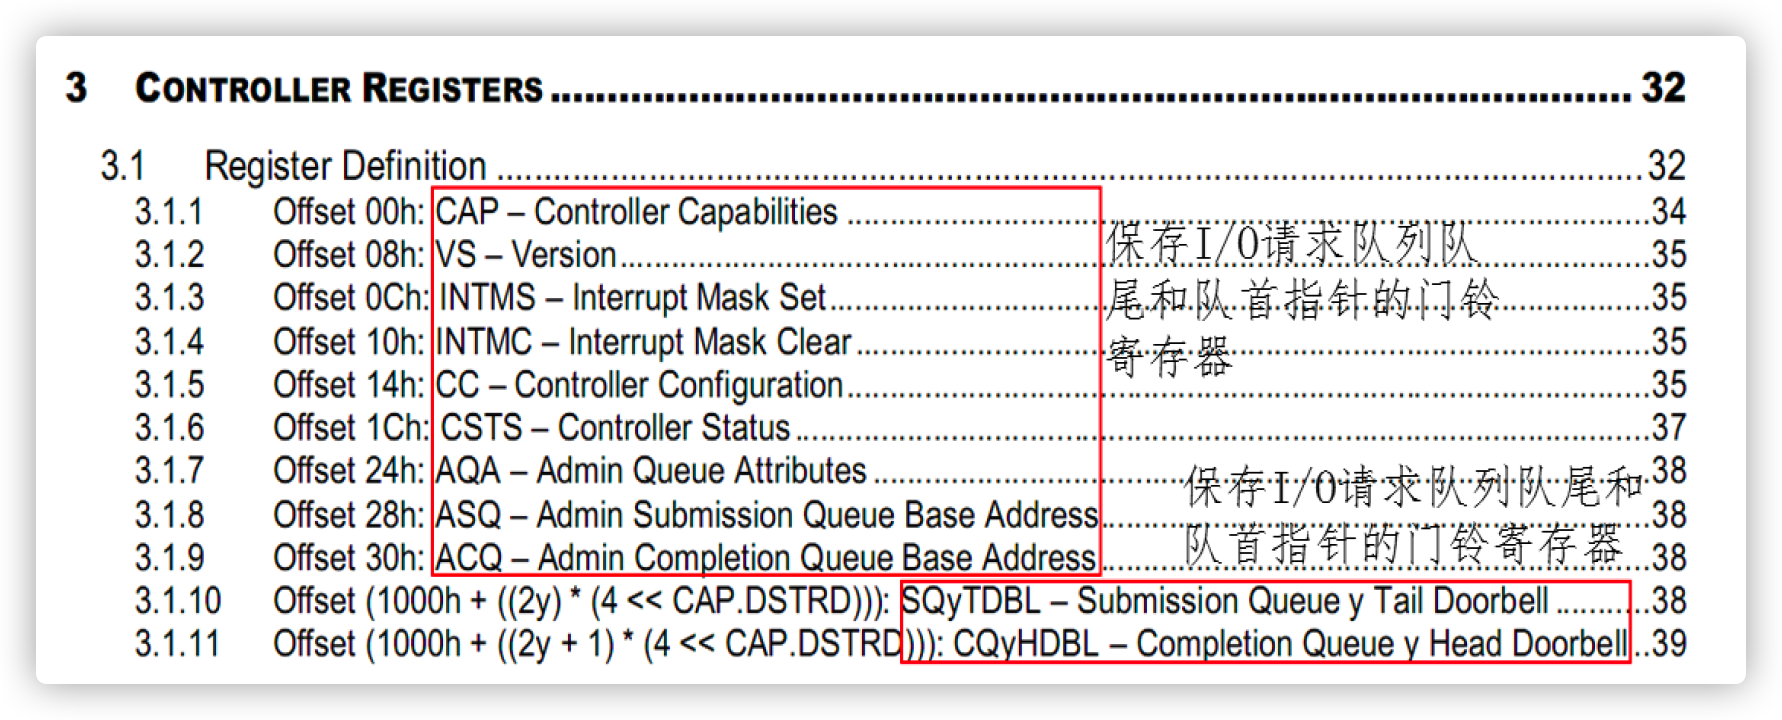 3 CONTROLLER REGISTERS ........ 32
3.1 Register Definition ........ 32
3.1.1 Offset 00h: CAP – Controller Capabilities ........ 34
3.1.2 Offset 08h: VS – Version ........ 35
3.1.3 Offset 0Ch: INTMS – Interrupt Mask Set ........ 35
3.1.4 Offset 10h: INTMC – Interrupt Mask Clear ........ 35
3.1.5 Offset 14h: CC – Controller Configuration ........ 35
3.1.6 Offset 1Ch: CSTS – Controller Status ........ 37
3.1.7 Offset 24h: AQA – Admin Queue Attributes ........ 38
3.1.8 Offset 28h: ASQ – Admin Submission Queue Base Address ........ 38
3.1.9 Offset 30h: ACQ – Admin Completion Queue Base Address ........ 38
3.1.10 Offset (1000h + ((2y) * (4 << CAP.DSTRD))): SQyTDBL – Submission Queue y Tail Doorbell ........ 38
3.1.11 Offset (1000h + ((2y + 1) * (4 << CAP.DSTRD))): CQyHDBL – Completion Queue y Head Doorbell .. 39
保存I/O请求队列队
尾和队首指针的门铃
寄存器
保存I/O请求队列队尾和
队首指针的门铃寄存器